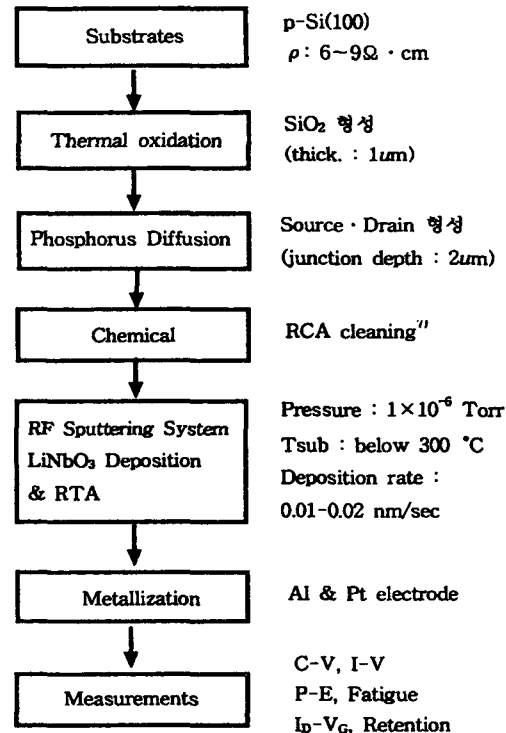 Substrates
p-Si(100)
ρ: 6~9Ω · cm
Thermal oxidation
SiO₂ 형성
(thick. : 1um)
Phosphorus Diffusion
Source · Drain 형성
(junction depth : 2um)
Chemical
RCA cleaning⁷⁾
RF Sputtering System
LiNbO₃ Deposition
& RTA
Pressure : 1×10⁻⁶ Torr
Tsub : below 300 ℃
Deposition rate :
0.01-0.02 nm/sec
Metallization
Al & Pt electrode
Measurements
C-V, I-V
P-E, Fatigue
I_D-V_G, Retention